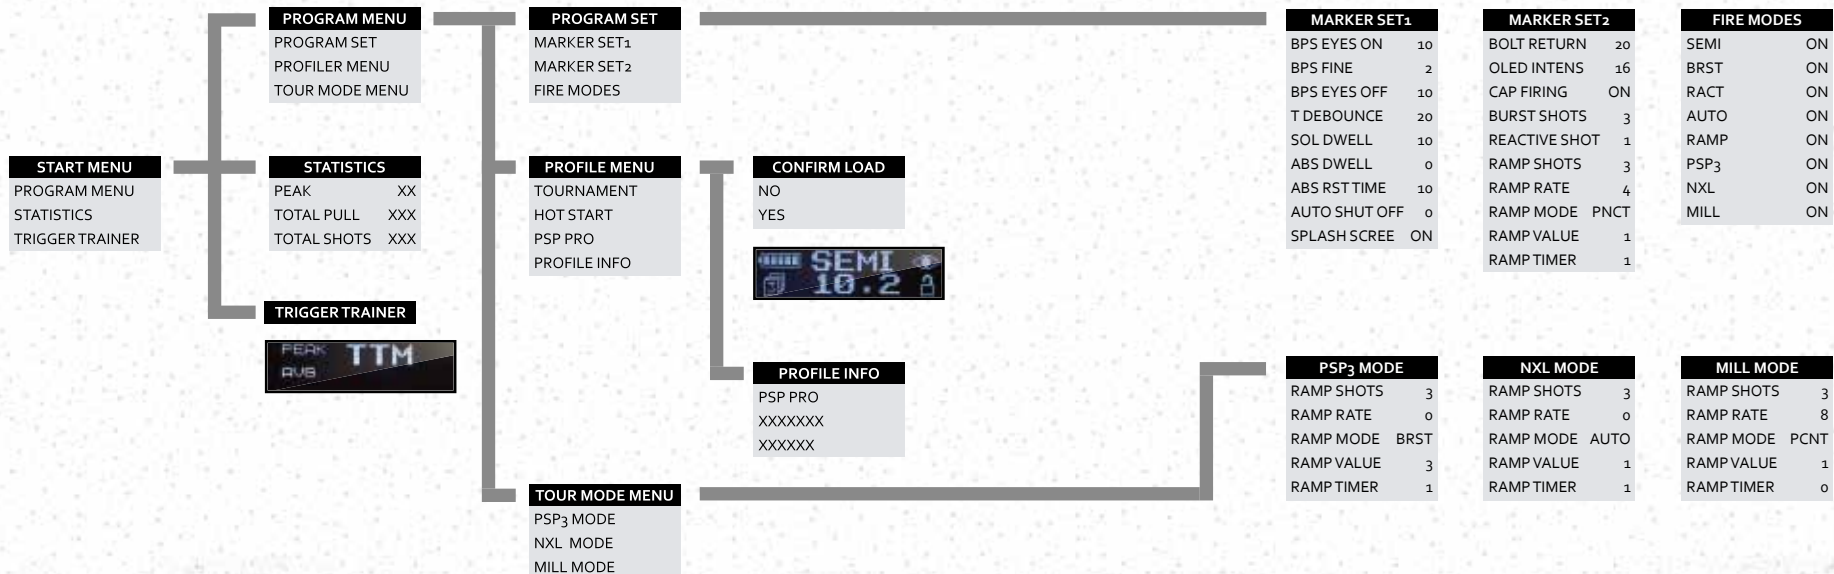 START MENU
PROGRAM MENU
STATISTICS
TRIGGER TRAINER
PROGRAM MENU
PROGRAM SET
PROFILER MENU
TOUR MODE MENU
STATISTICS
PEAK XX
TOTAL PULL XXX
TOTAL SHOTS XXX
TRIGGER TRAINER
PEAK TTM
AVG
PROGRAM SET
MARKER SET1
MARKER SET2
FIRE MODES
PROFILE MENU
TOURNAMENT
HOT START
PSP PRO
PROFILE INFO
TOUR MODE MENU
PSP3 MODE
NXL MODE
MILL MODE
CONFIRM LOAD
NO
YES
SEMI
10.2
PROFILE INFO
PSP PRO
XXXXXXX
XXXXXX
MARKER SET1
BPS EYES ON 10
BPS FINE 2
BPS EYES OFF 10
T DEBOUNCE 20
SOL DWELL 10
ABS DWELL 0
ABS RST TIME 10
AUTO SHUT OFF 0
SPLASH SCREE ON
MARKER SET2
BOLT RETURN 20
OLED INTENS 16
CAP FIRING ON
BURST SHOTS 3
REACTIVE SHOT 1
RAMP SHOTS 3
RAMP RATE 4
RAMP MODE PNCT
RAMP VALUE 1
RAMP TIMER 1
FIRE MODES
SEMI ON
BRST ON
RACT ON
AUTO ON
RAMP ON
PSP3 ON
NXL ON
MILL ON
PSP3 MODE
RAMP SHOTS 3
RAMP RATE 0
RAMP MODE BRST
RAMP VALUE 3
RAMP TIMER 1
NXL MODE
RAMP SHOTS 3
RAMP RATE 0
RAMP MODE AUTO
RAMP VALUE 1
RAMP TIMER 1
MILL MODE
RAMP SHOTS 3
RAMP RATE 8
RAMP MODE PCNT
RAMP VALUE 1
RAMP TIMER 0